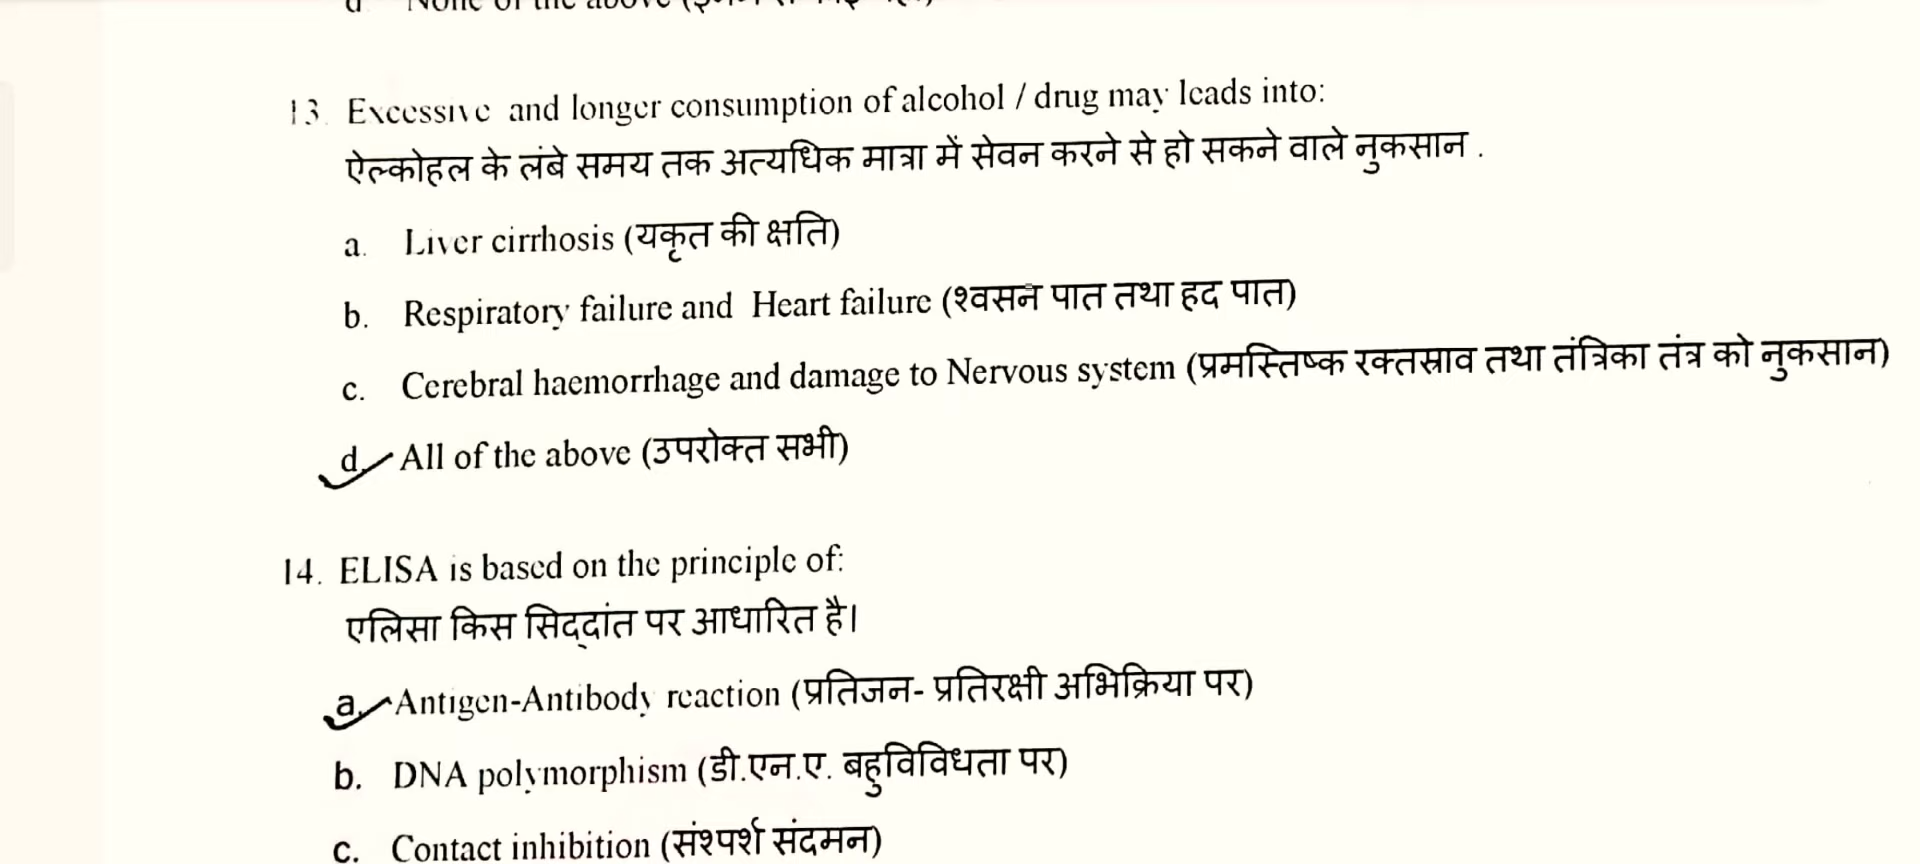 d None of the above
13. Excessive and longer consumption of alcohol / drug may leads into:
ऐल्कोहल के लंबे समय तक अत्यधिक मात्रा में सेवन करने से हो सकने वाले नुकसान .
a. Liver cirrhosis (यकृत की क्षति)
b. Respiratory failure and Heart failure (श्वसन पात तथा हद पात)
c. Cerebral haemorrhage and damage to Nervous system (प्रमस्तिष्क रक्तस्राव तथा तंत्रिका तंत्र को नुकसान)
d. All of the above (उपरोक्त सभी)
14. ELISA is based on the principle of:
एलिसा किस सिद्दांत पर आधारित है।
a. Antigen-Antibody reaction (प्रतिजन- प्रतिरक्षी अभिक्रिया पर)
b. DNA polymorphism (डी.एन.ए. बहुविविधता पर)
c. Contact inhibition (संश्पर्श संदमन)